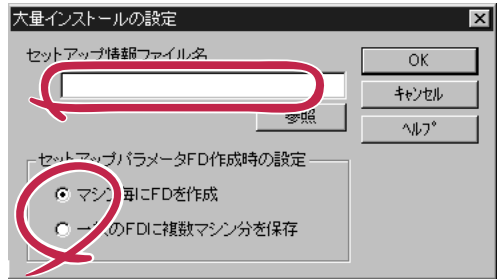 大量インストールの設定
セットアップ情報ファイル名
OK
キャンセル
参照
ヘルプ
セットアップパラメータFD作成時の設定
マシン毎にFDを作成
一枚のFDに複数マシン分を保存